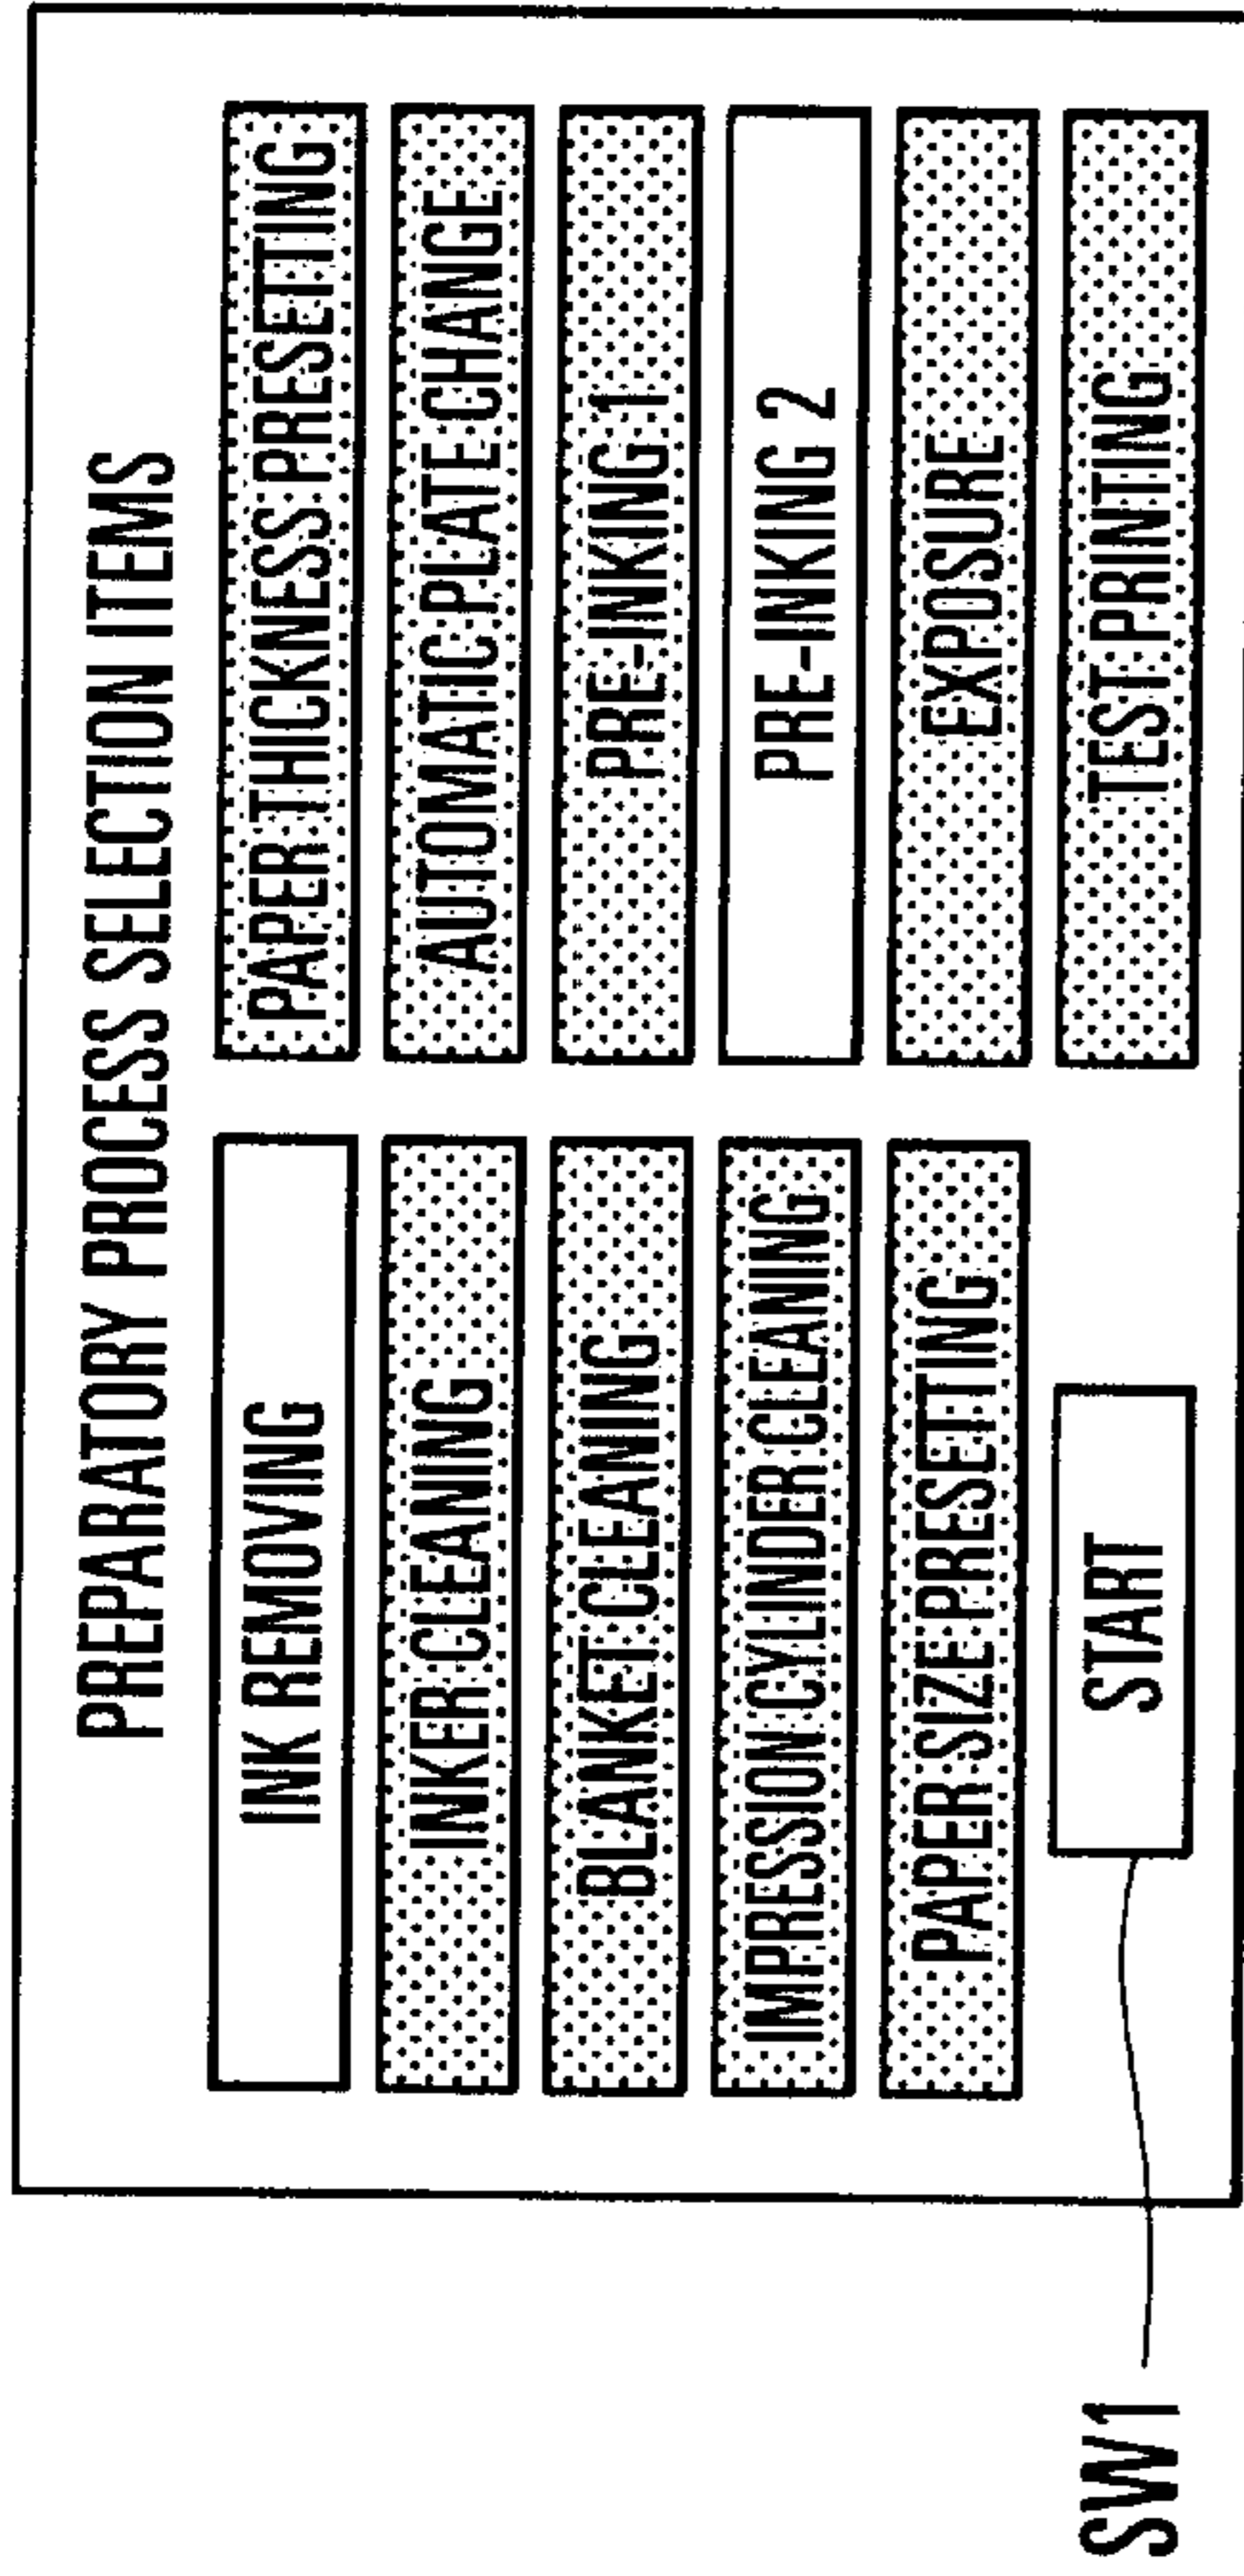 PREPARATORY PROCESS SELECTION ITEMS
INK REMOVING
INKER CLEANING
BLANKET CLEANING
IMPRESSION CYLINDER CLEANING
PAPER SIZE PRESETTING
START
PAPER THICKNESS PRESETTING
AUTOMATIC PLATE CHANGE
PRE-INKING 1
PRE-INKING 2
EXPOSURE
TEST PRINTING
SW1